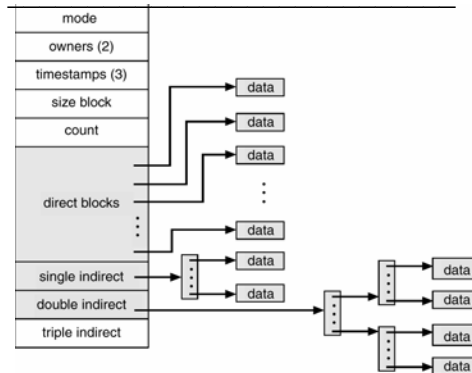 mode
owners (2)
timestamps (3)
size block
count
direct blocks
single indirect
double indirect
triple indirect
data
data
data
data
data
data
data
data
data
data